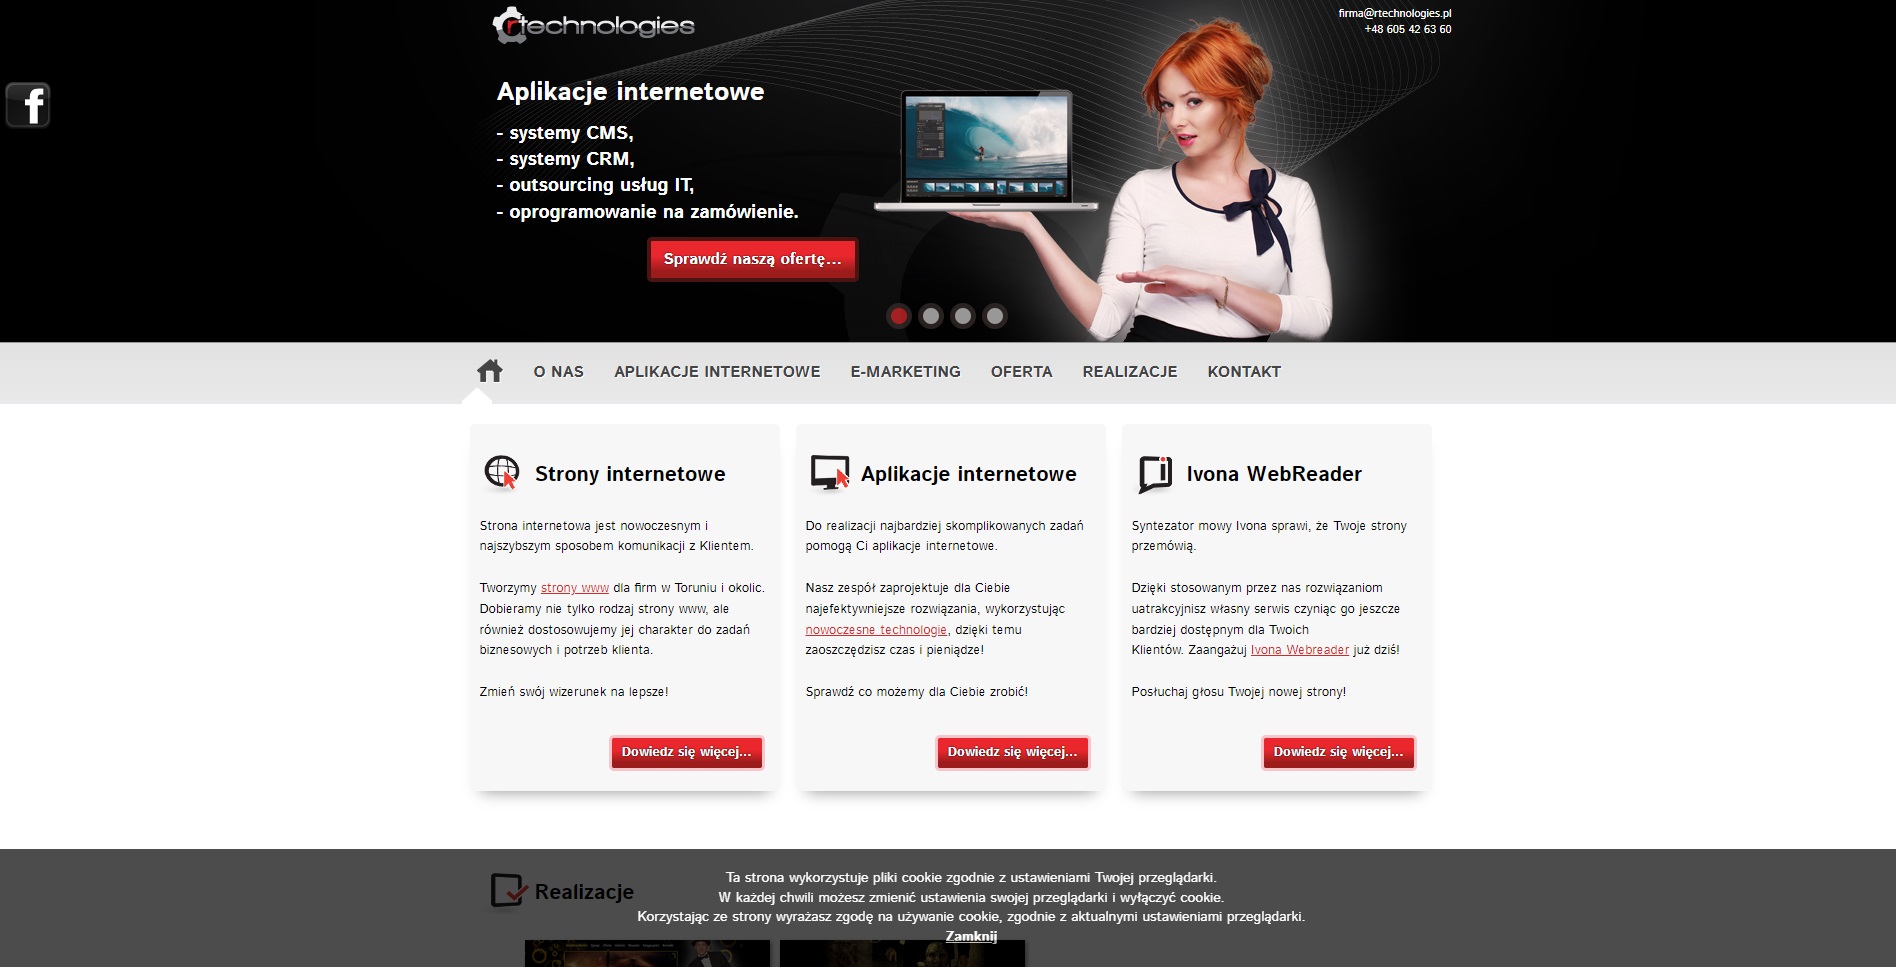 rtechnologies
firma@rtechnologies.pl
+48 605 42 63 60
Aplikacje internetowe
- systemy CMS,
- systemy CRM,
- outsourcing usług IT,
- oprogramowanie na zamówienie.
Sprawdź naszą ofertę...
O NAS
APLIKACJE INTERNETOWE
E-MARKETING
OFERTA
REALIZACJE
KONTAKT
Strony internetowe
Strona internetowa jest nowoczesnym i
najszybszym sposobem komunikacji z Klientem.
Tworzymy strony www dla firm w Toruniu i okolic.
Dobieramy nie tylko rodzaj strony www, ale
również dostosowujemy jej charakter do zadań
biznesowych i potrzeb klienta.
Zmień swój wizerunek na lepsze!
Dowiedz się więcej...
Aplikacje internetowe
Do realizacji najbardziej skomplikowanych zadań
pomogą Ci aplikacje internetowe.
Nasz zespół zaprojektuje dla Ciebie
najefektywniejsze rozwiązania, wykorzystując
nowoczesne technologie, dzięki temu
zaoszczędzisz czas i pieniądze!
Sprawdź co możemy dla Ciebie zrobić!
Dowiedz się więcej...
Ivona WebReader
Syntezator mowy Ivona sprawi, że Twoje strony
przemówią.
Dzięki stosowanym przez nas rozwiązaniom
uatrakcyjnisz własny serwis czyniąc go jeszcze
bardziej dostępnym dla Twoich
Klientów. Zaangażuj Ivona Webreader już dziś!
Posłuchaj głosu Twojej nowej strony!
Dowiedz się więcej...
Realizacje
Ta strona wykorzystuje pliki cookie zgodnie z ustawieniami Twojej przeglądarki.
W każdej chwili możesz zmienić ustawienia swojej przeglądarki i wyłączyć cookie.
Korzystając ze strony wyrażasz zgodę na używanie cookie, zgodnie z aktualnymi ustawieniami przeglądarki.
Zamknij